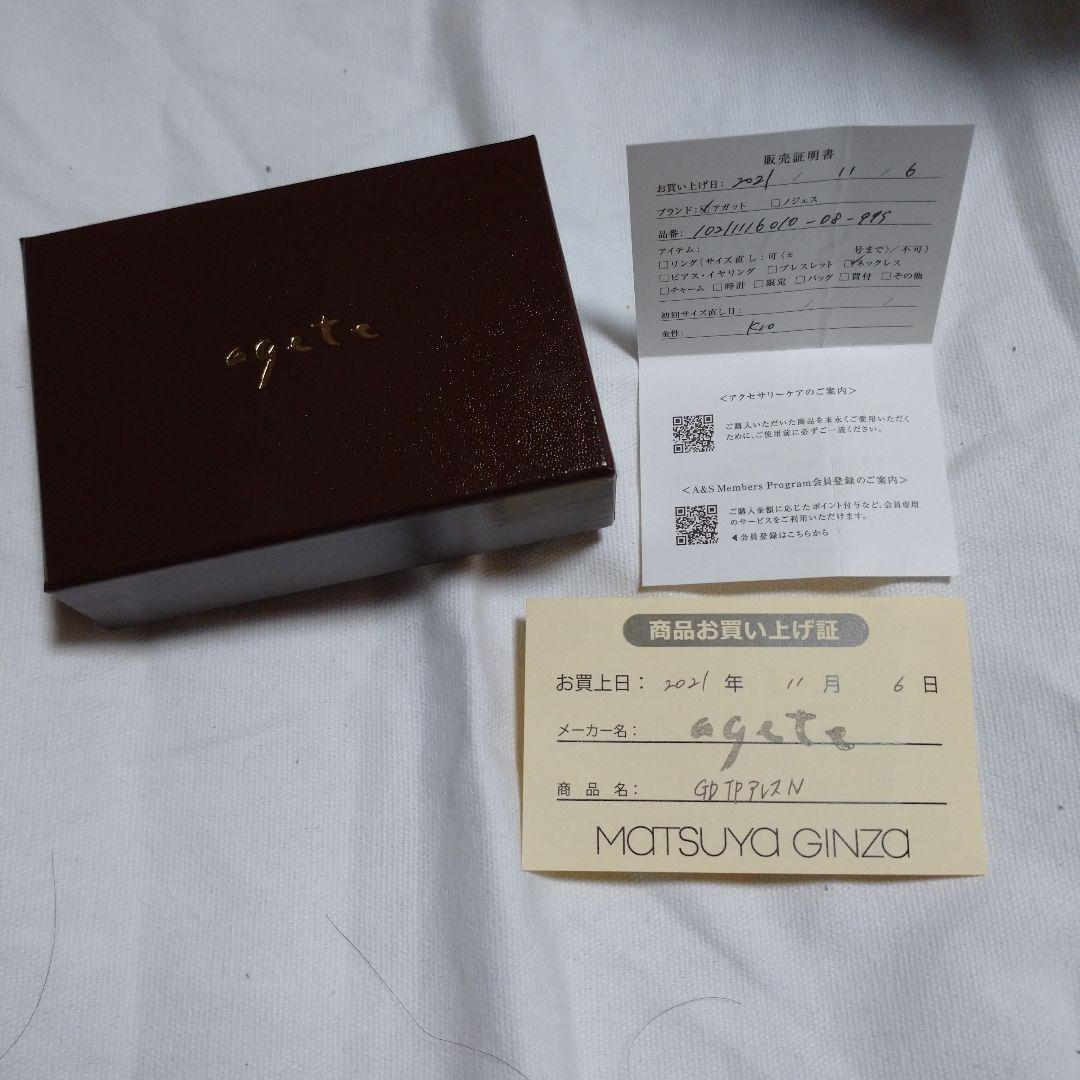 agete
販売証明書
お買い上げ日: 2021 / 11 / 6
ブランド: ☑アガット □ノジェス
品番: 1021116010-08-999
アイテム:
□リング(サイズ直し:可(± 号まで)/不可)
□ピアス・イヤリング □ブレスレット ☑ネックレス
□チャーム □時計 □限定 □バッグ □買付 □その他
初回サイズ直し日: / /
金性: K10
<アクセサリーケアのご案内>
ご購入いただいた商品を末永くご愛用いただく
ために、ご使用前に必ずご一読ください。
<A&S Members Program会員登録のご案内>
ご購入金額に応じたポイント付与など、会員専用
のサービスをご利用いただけます。
◀会員登録はこちらから
商品お買い上げ証
お買上日: 2021 年 11 月 6 日
メーカー名: agete
商品名: GD TP アレスN
MATSUYA GINZA